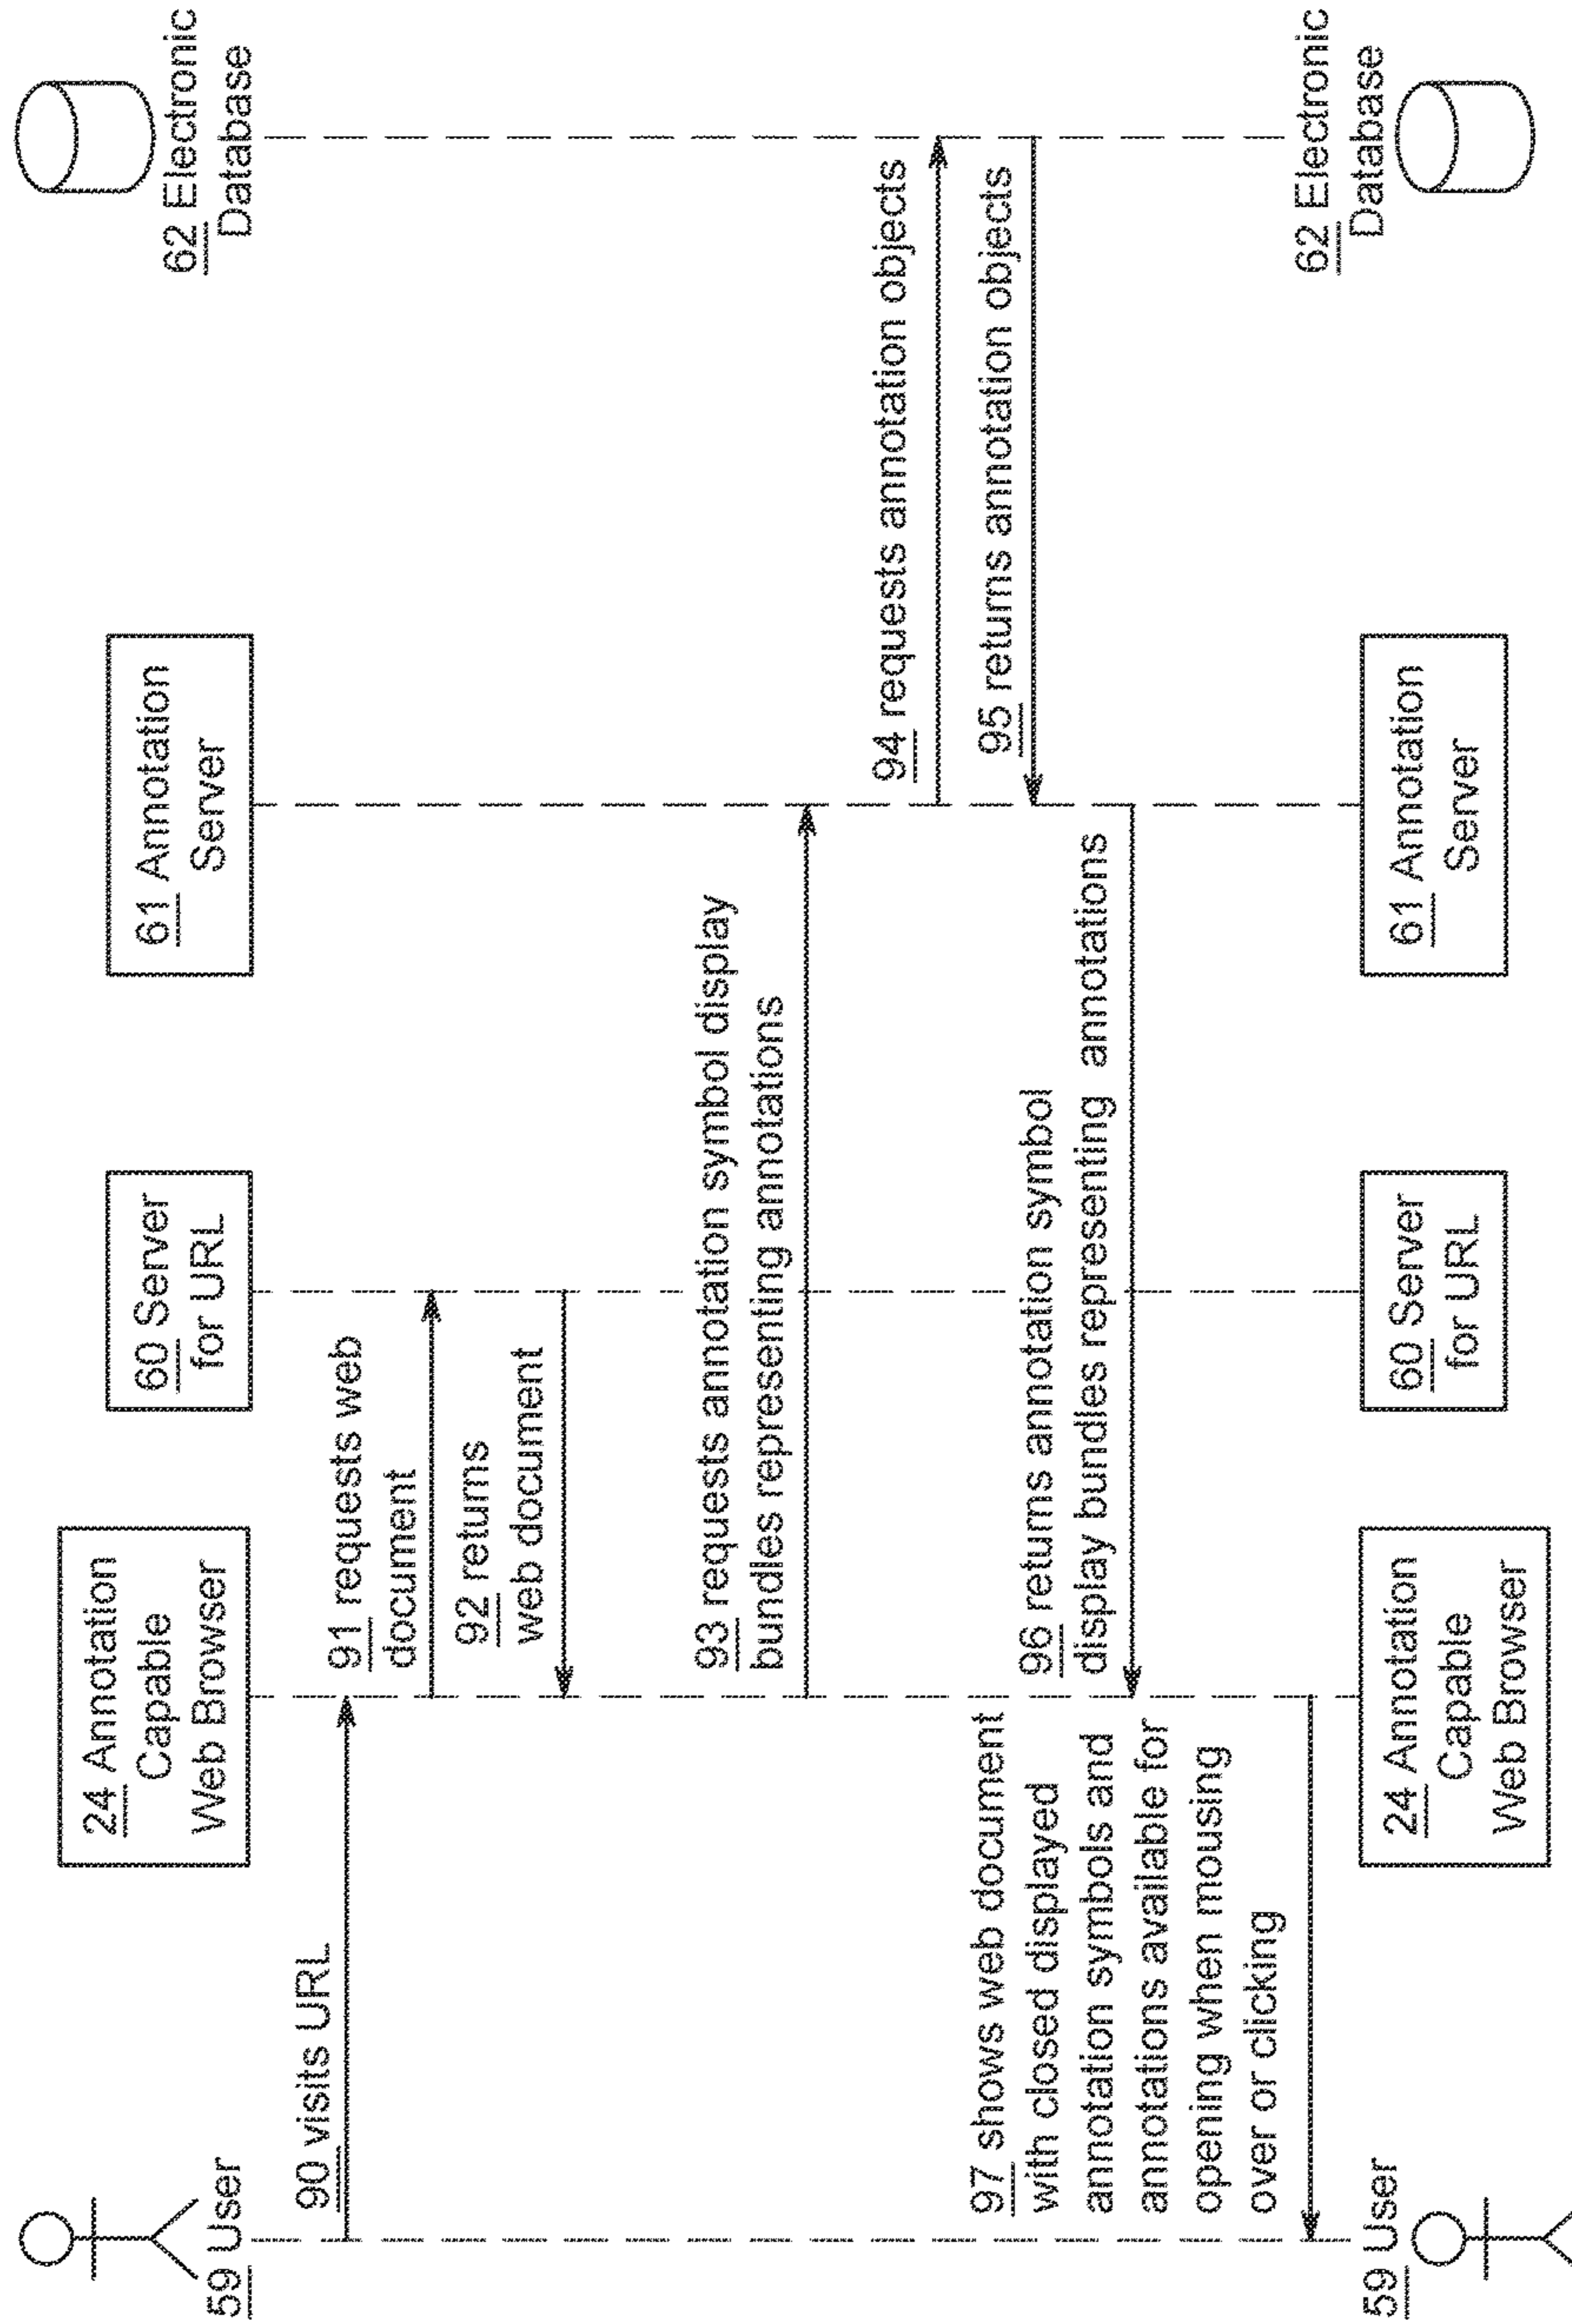 59 User
24 Annotation
Capable
Web Browser
60 Server
for URL
61 Annotation
Server
62 Electronic
Database
90 visits URL
91 requests web
document
92 returns
web document
93 requests annotation symbol display
bundles representing annotations
94 requests annotation objects
95 returns annotation objects
96 returns annotation symbol
display bundles representing annotations
97 shows web document
with closed displayed
annotation symbols and
annotations available for
opening when mousing
over or clicking
59 User
24 Annotation
Capable
Web Browser
60 Server
for URL
61 Annotation
Server
62 Electronic
Database